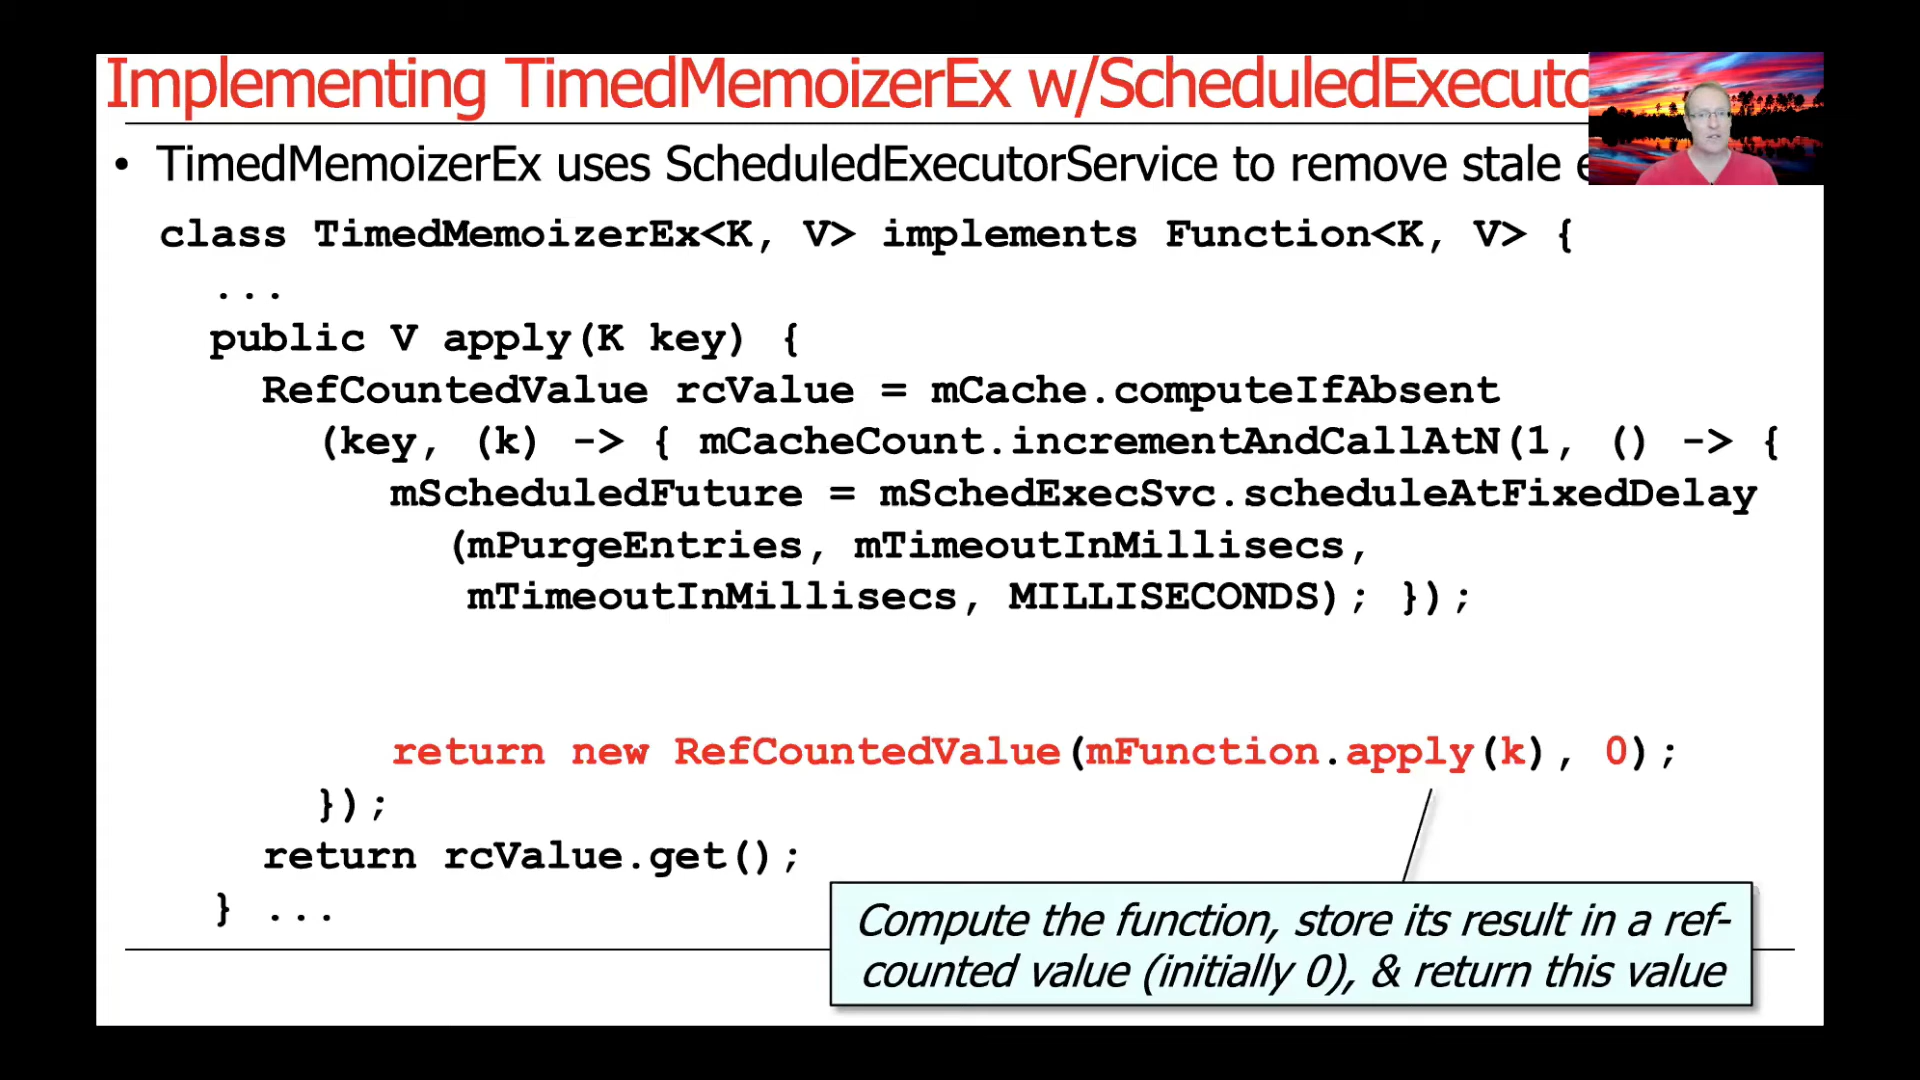 Implementing TimedMemoizerEx w/ScheduledExecuto
• TimedMemoizerEx uses ScheduledExecutorService to remove stale
class TimedMemoizerEx<K, V> implements Function<K, V> {
...
public V apply(K key) {
RefCountedValue rcValue = mCache.computeIfAbsent
(key, (k) -> { mCacheCount.incrementAndCallAtN(1, () -> {
mScheduledFuture = mSchedExecSvc.scheduleAtFixedDelay
(mPurgeEntries, mTimeoutInMillisecs,
mTimeoutInMillisecs, MILLISECONDS); });
return new RefCountedValue(mFunction.apply(k), 0);
});
return rcValue.get();
} ...
Compute the function, store its result in a ref-
counted value (initially 0), & return this value